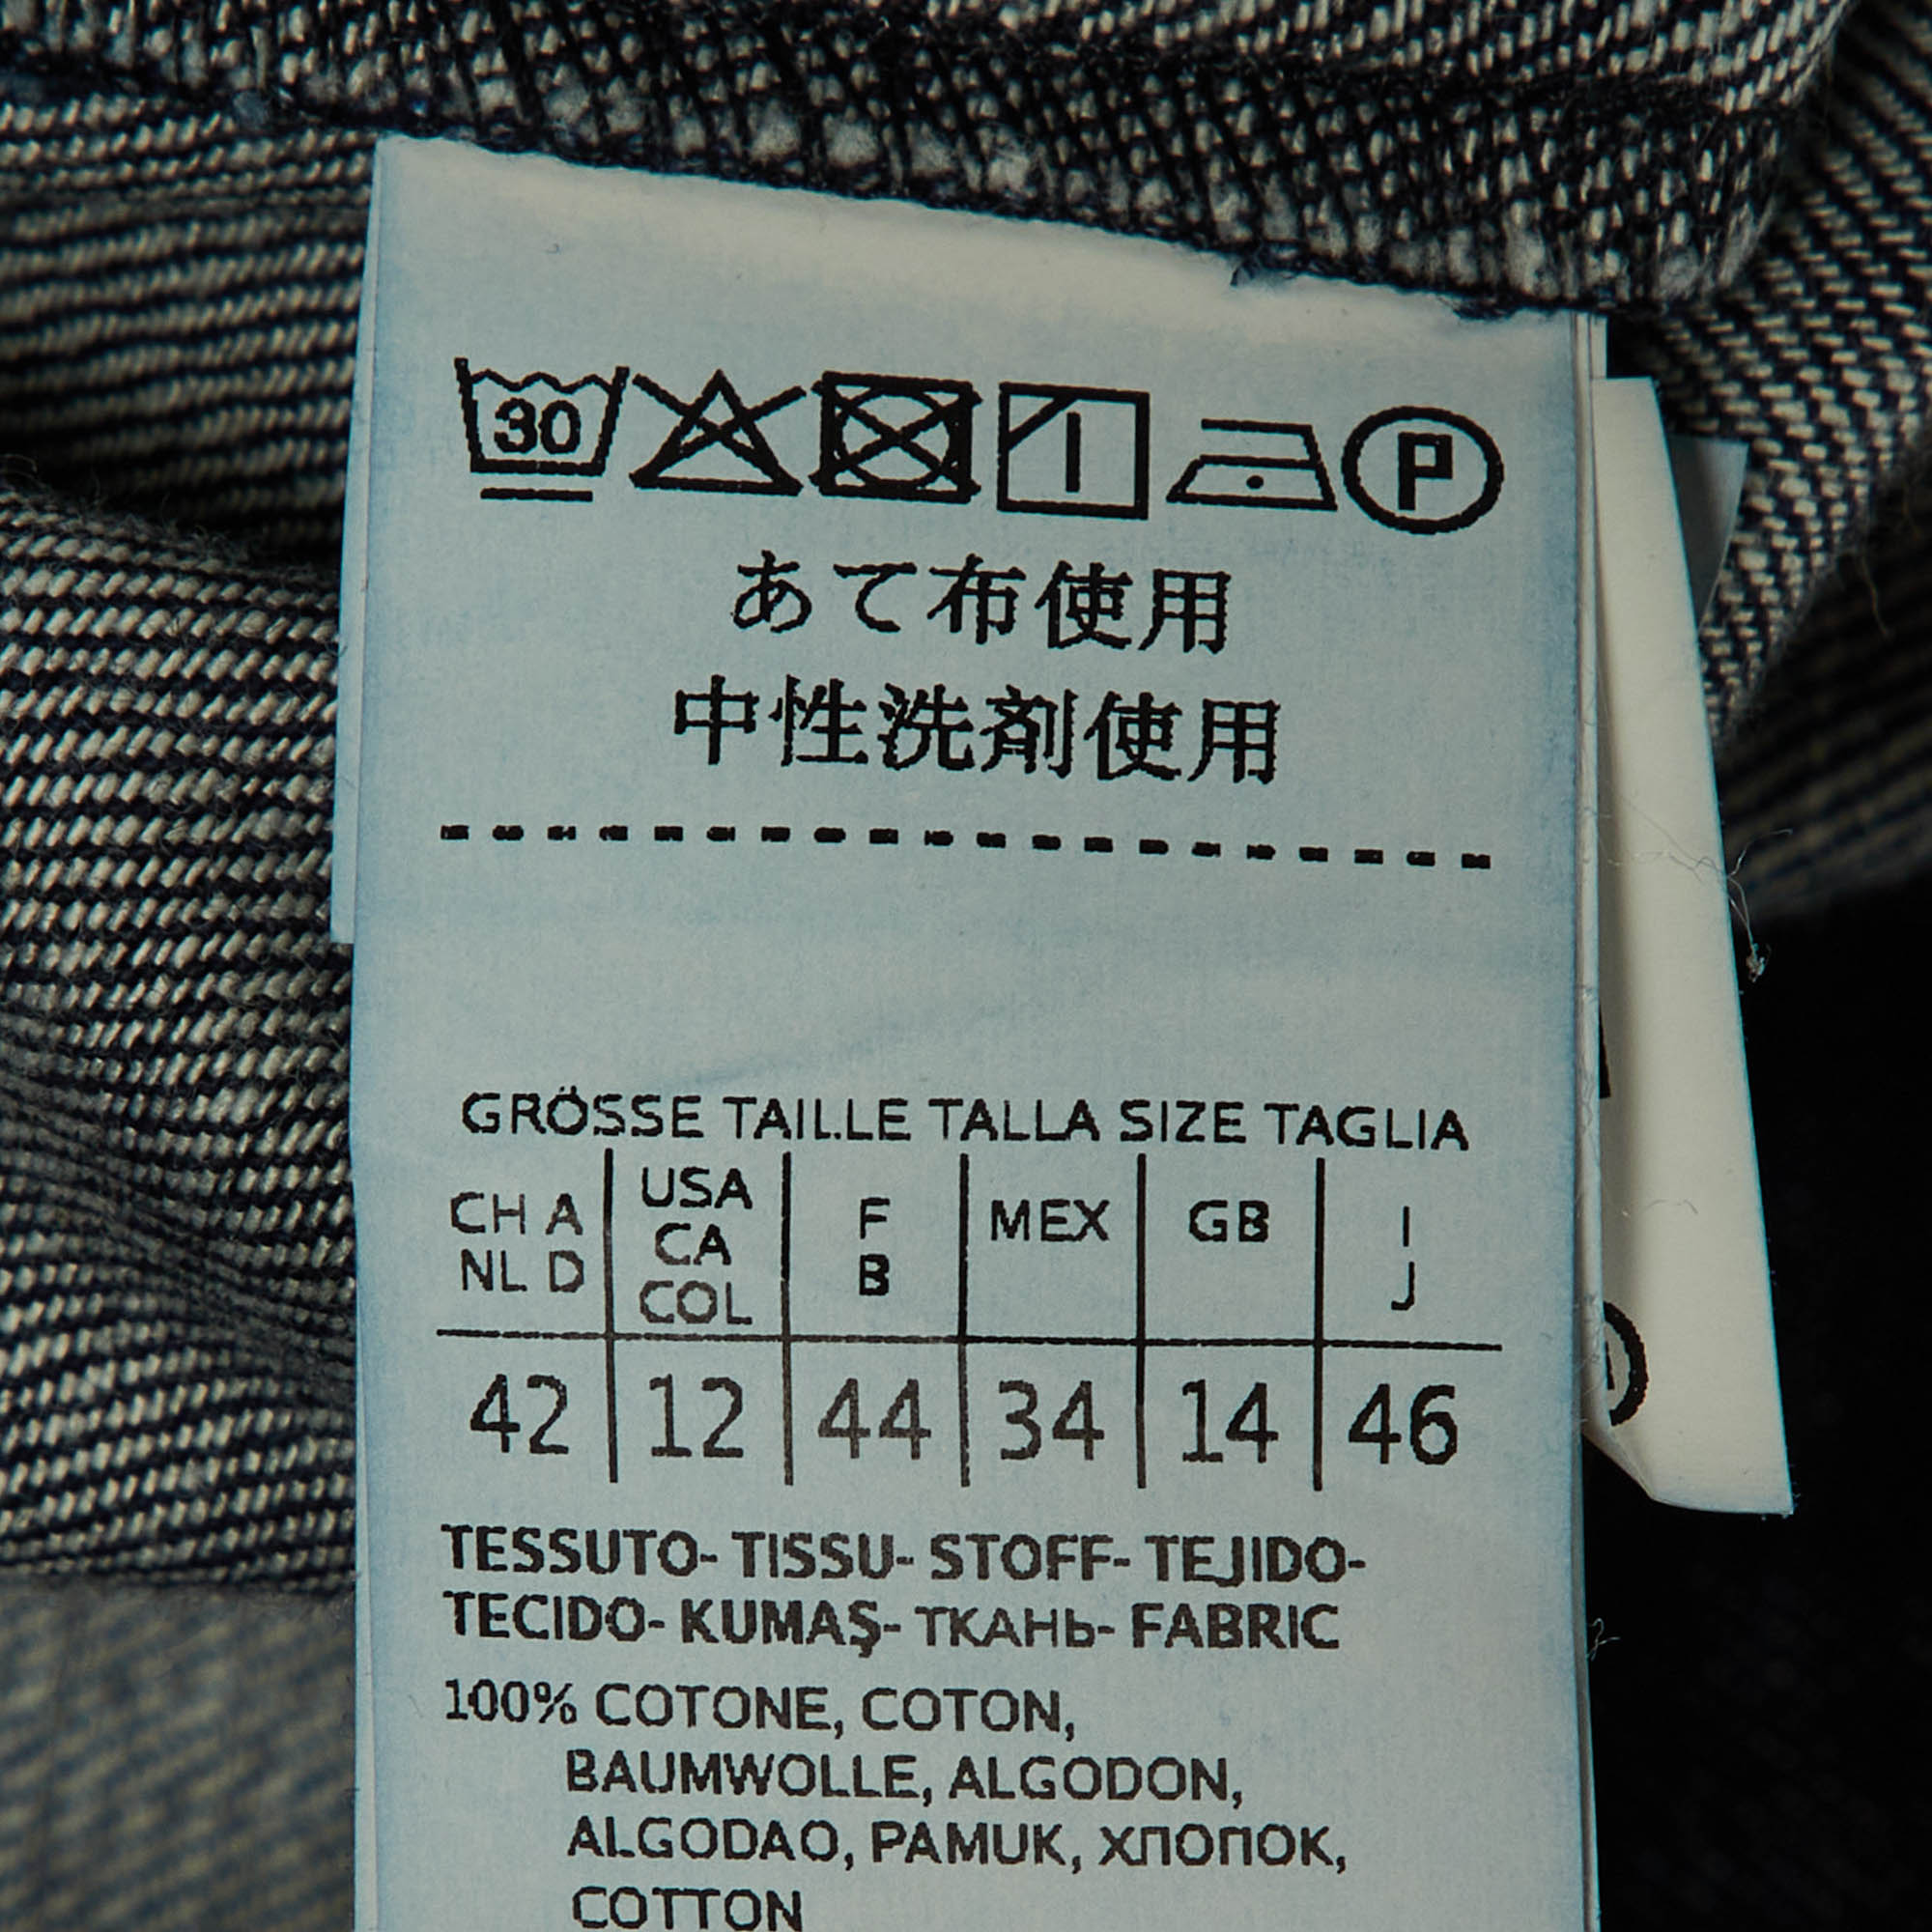 30 P
あて布使用
中性洗剤使用
GRÖSSE TAILLE TALLA SIZE TAGLIA
CH A NL D USA CA COL F B MEX GB I J
42 12 44 34 14 46
TESSUTO- TISSU- STOFF- TEJIDO-
TECIDO- KUMAŞ- ТКАНЬ- FABRIC
100% COTONE, COTON,
BAUMWOLLE, ALGODON,
ALGODAO, PAMUK, ХЛОПОК,
COTTON